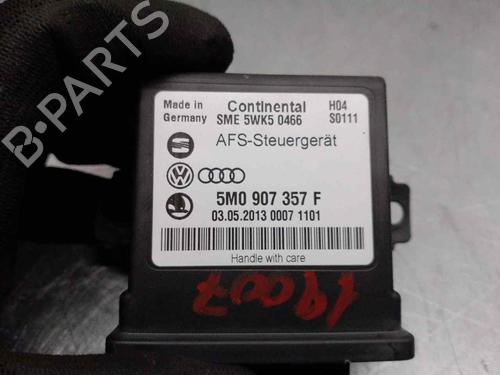 Made in
Germany
Continental
SME 5WK5 0466
H04
S0111
AFS-Steuergerät
5M0 907 357 F
03.05.2013 0007 1101
Handle with care
19007